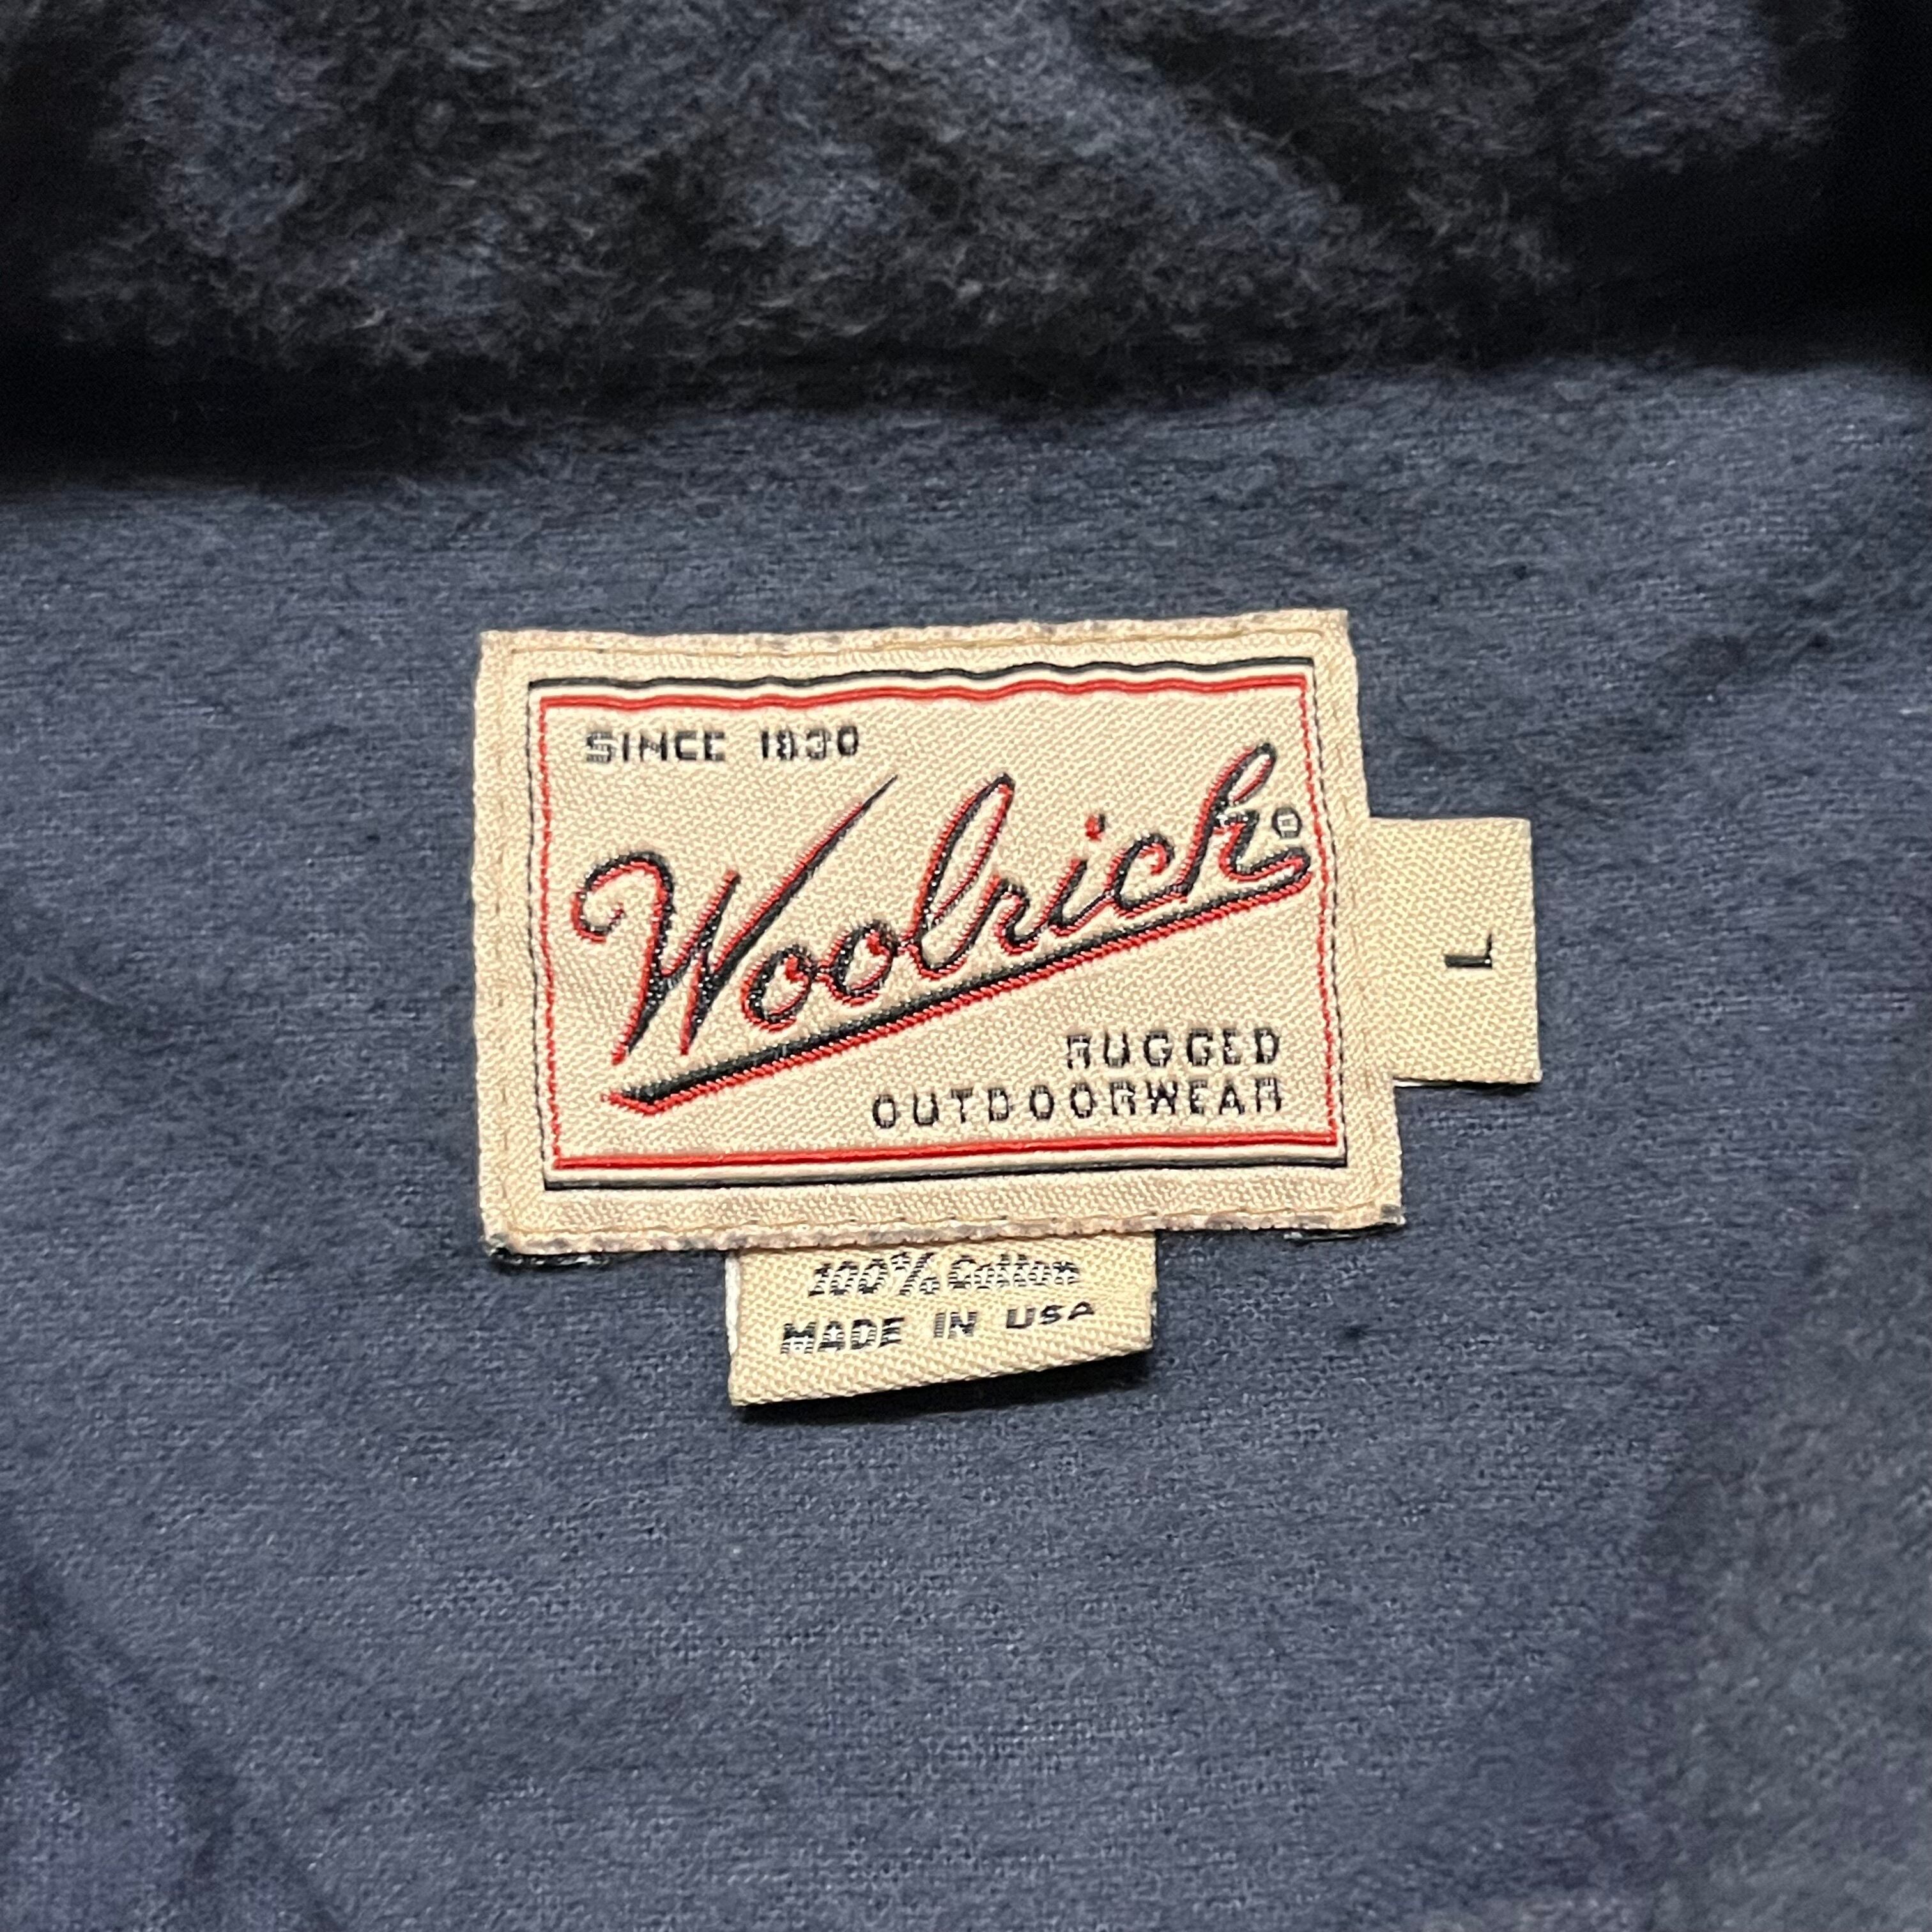 SINCE 1830
Woolrich®
RUGGED
OUTDOORWEAR
L
100% Cotton
MADE IN USA